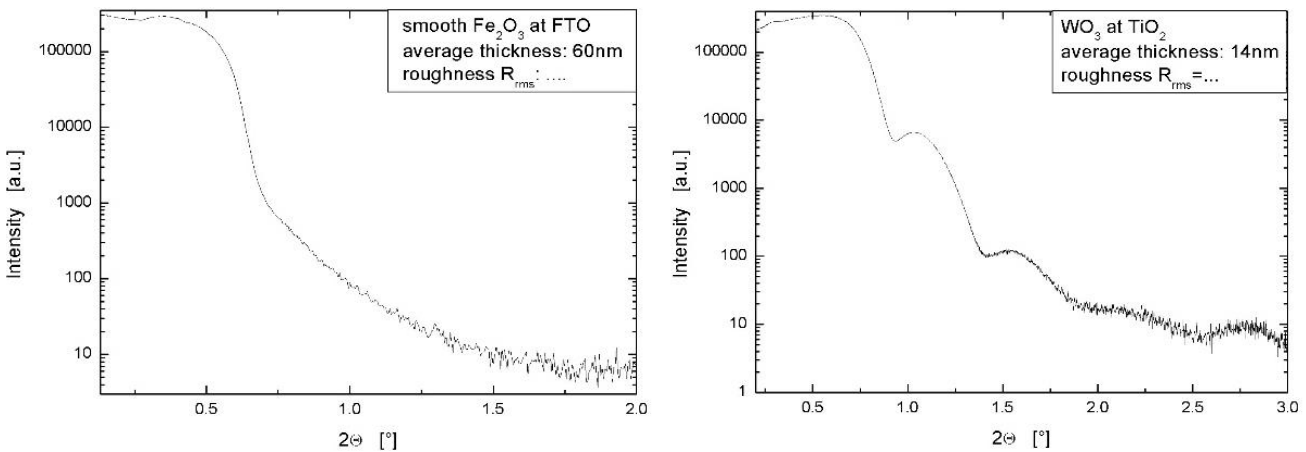 smooth Fe₂O₃ at FTO
average thickness: 60nm
roughness Rᵣₘₛ: ....
100000
10000
1000
100
10
Intensity [a.u.]
0.5 1.0 1.5 2.0
2Θ [°]
WO₃ at TiO₂
average thickness: 14nm
roughness Rᵣₘₛ=...
100000
10000
1000
100
10
1
Intensity [a.u.]
0.5 1.0 1.5 2.0 2.5 3.0
2Θ [°]